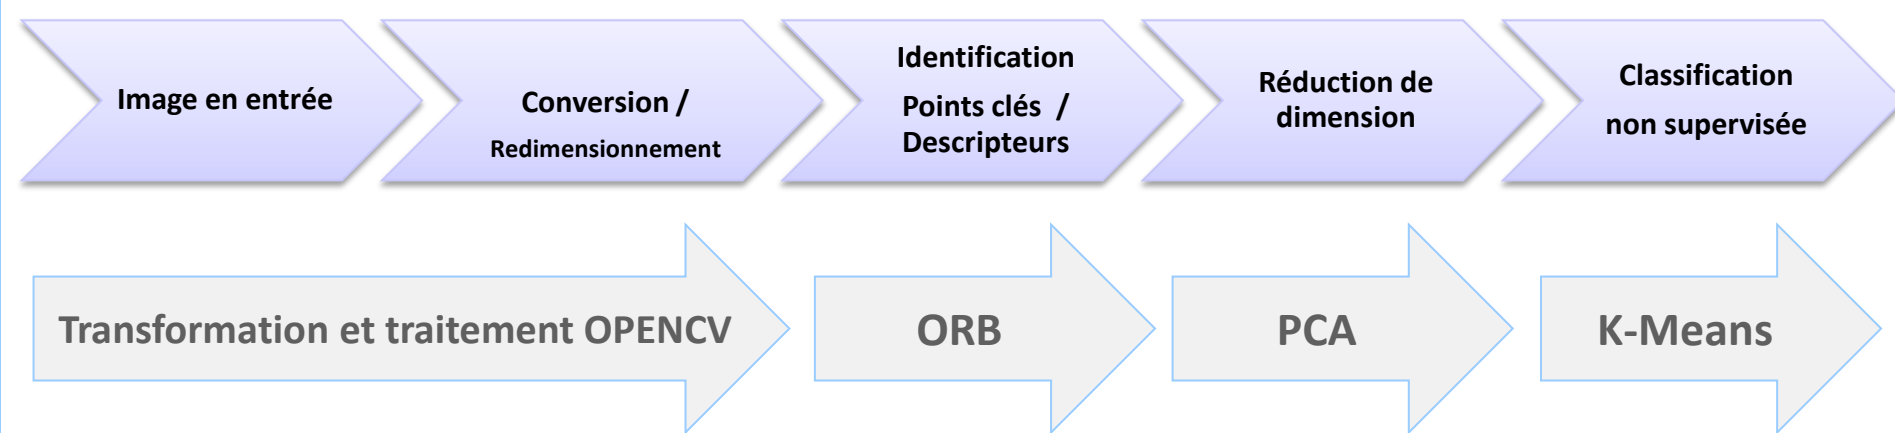 Image en entrée
Conversion /
Redimensionnement
Identification
Points clés /
Descripteurs
Réduction de
dimension
Classification
non supervisée
Transformation et traitement OPENCV
ORB
PCA
K-Means